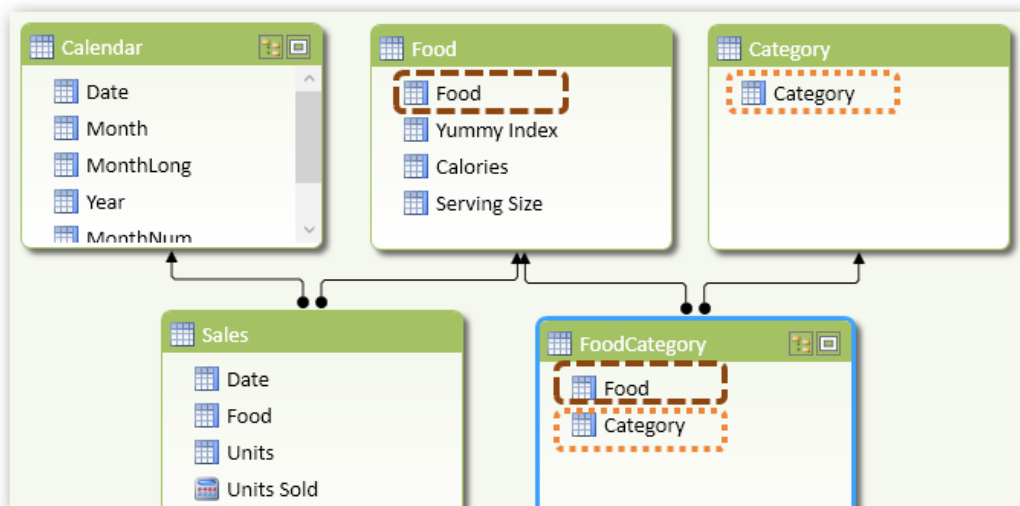 Calendar
Date
Month
MonthLong
Year
MonthNum
Food
Food
Yummy Index
Calories
Serving Size
Category
Category
Sales
Date
Food
Units
Units Sold
FoodCategory
Food
Category